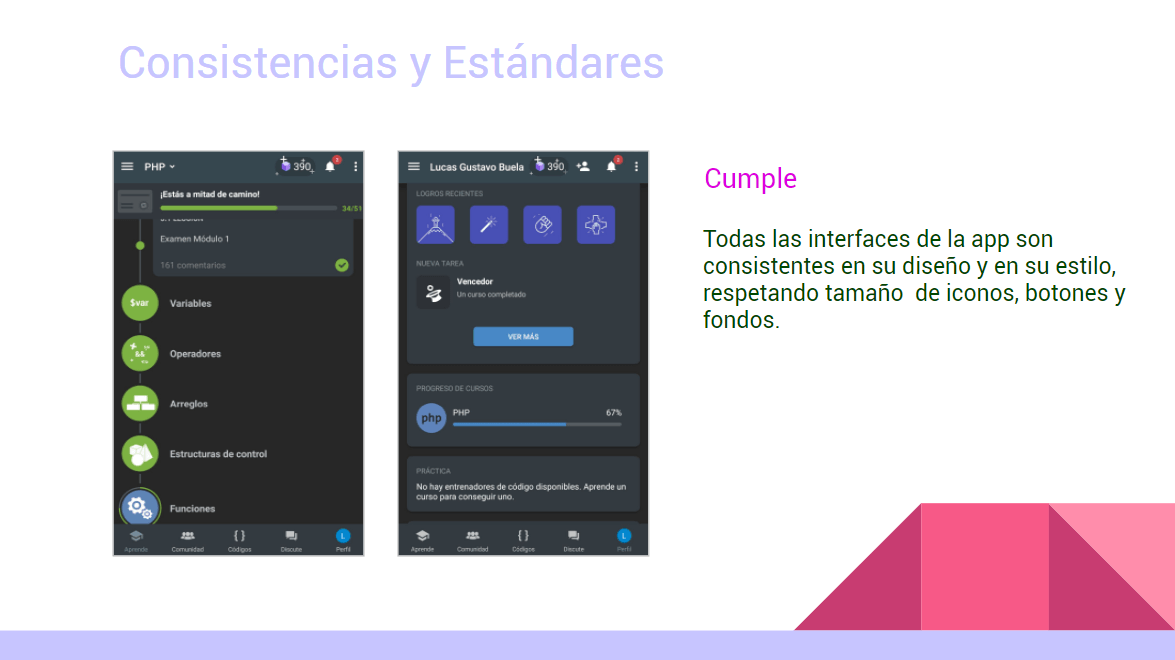 Consistencias y Estándares
PHP
390
¡Estás a mitad de camino!
34/51
Examen Módulo 1
161 comentarios
$var
Variables
&&
Operadores
Arreglos
Estructuras de control
Funciones
Aprende
Comunidad
{ }
Códigos
Discute
L
Perfil
Lucas Gustavo Buela
390
LOGROS RECIENTES
NUEVA TAREA
Vencedor
Un curso completado
VER MÁS
PROGRESO DE CURSOS
php
PHP
67%
PRÁCTICA
No hay entrenadores de código disponibles. Aprende un
curso para conseguir uno.
Aprende
Comunidad
{ }
Códigos
Discute
L
Perfil
Cumple
Todas las interfaces de la app son
consistentes en su diseño y en su estilo,
respetando tamaño de iconos, botones y
fondos.